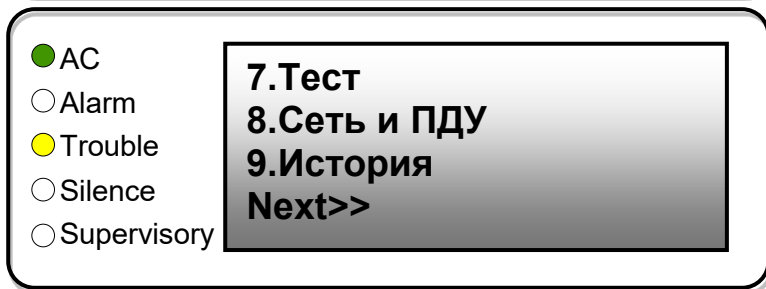 AC
Alarm
Trouble
Silence
Supervisory
7.Тест
8.Сеть и ПДУ
9.История
Next>>